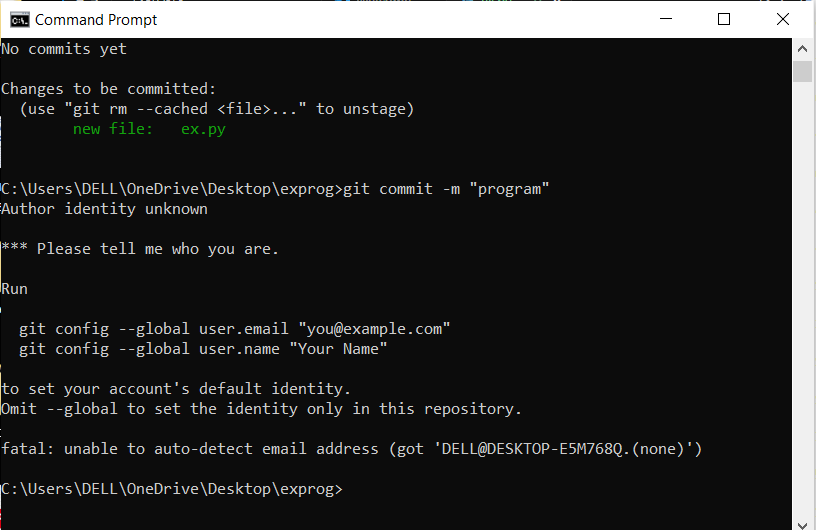 Command Prompt
No commits yet
Changes to be committed:
(use "git rm --cached <file>..." to unstage)
new file:   ex.py
C:\Users\DELL\OneDrive\Desktop\exprog>git commit -m "program"
Author identity unknown
*** Please tell me who you are.
Run
git config --global user.email "you@example.com"
git config --global user.name "Your Name"
to set your account's default identity.
Omit --global to set the identity only in this repository.
fatal: unable to auto-detect email address (got 'DELL@DESKTOP-E5M768Q.(none)')
C:\Users\DELL\OneDrive\Desktop\exprog>